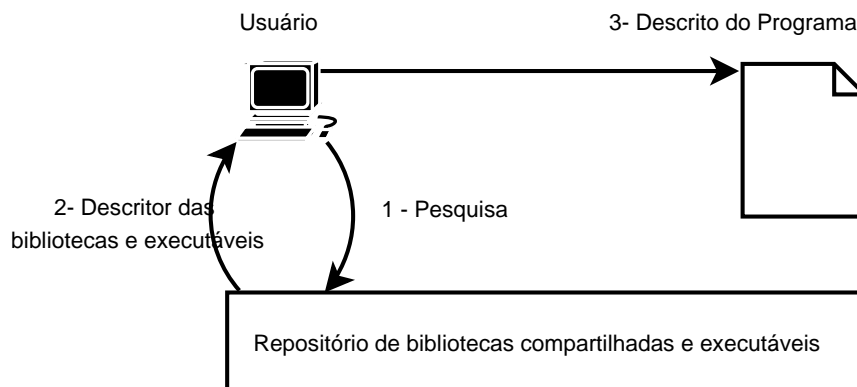 Usuário
3- Descrito do Programa
2- Descritor das
bibliotecas e executáveis
1 - Pesquisa
Repositório de bibliotecas compartilhadas e executáveis